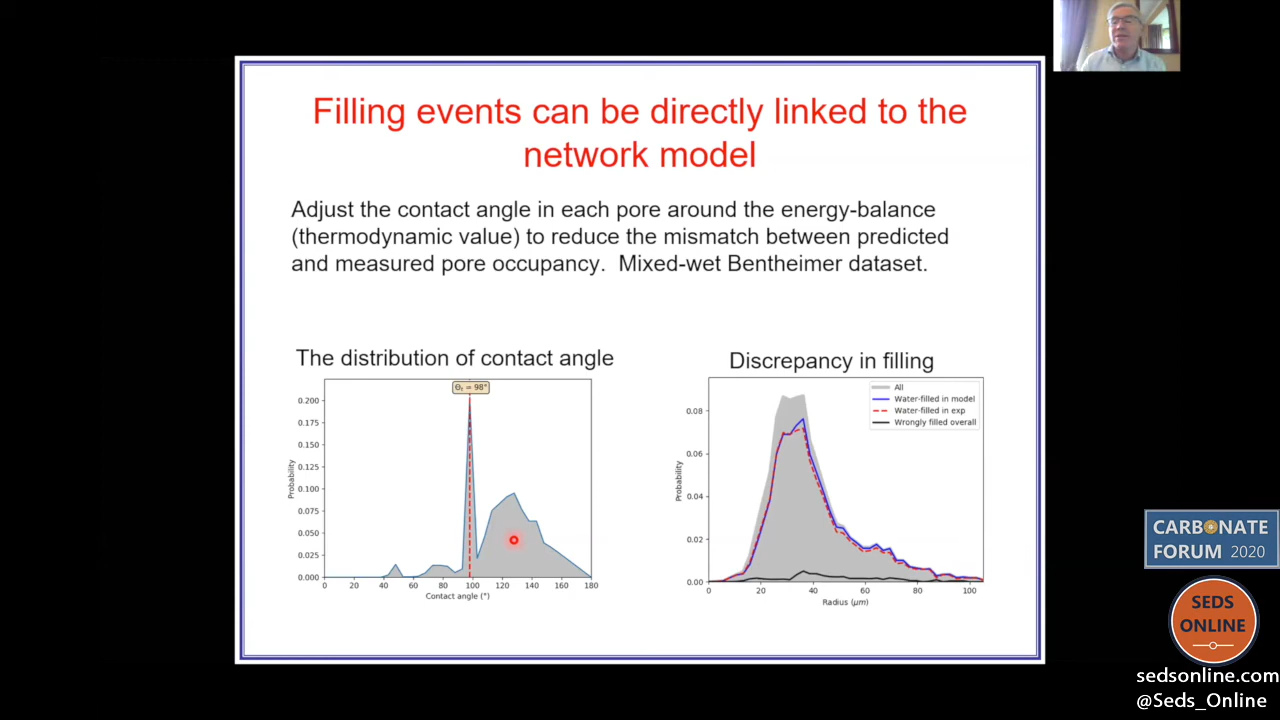 Filling events can be directly linked to the
network model
Adjust the contact angle in each pore around the energy-balance
(thermodynamic value) to reduce the mismatch between predicted
and measured pore occupancy.  Mixed-wet Bentheimer dataset.
The distribution of contact angle
Θt = 98°
0.200
0.175
0.150
0.125
0.100
0.075
0.050
0.025
0.000
Probability
0 20 40 60 80 100 120 140 160 180
Contact angle (°)
Discrepancy in filling
All
Water-filled in model
Water-filled in exp
Wrongly filled overall
0.08
0.06
0.04
0.02
0.00
Probability
0 20 40 60 80 100
Radius (μm)
CARBONATE
FORUM 2020
SEDS
ONLINE
sedsonline.com
@Seds_Online